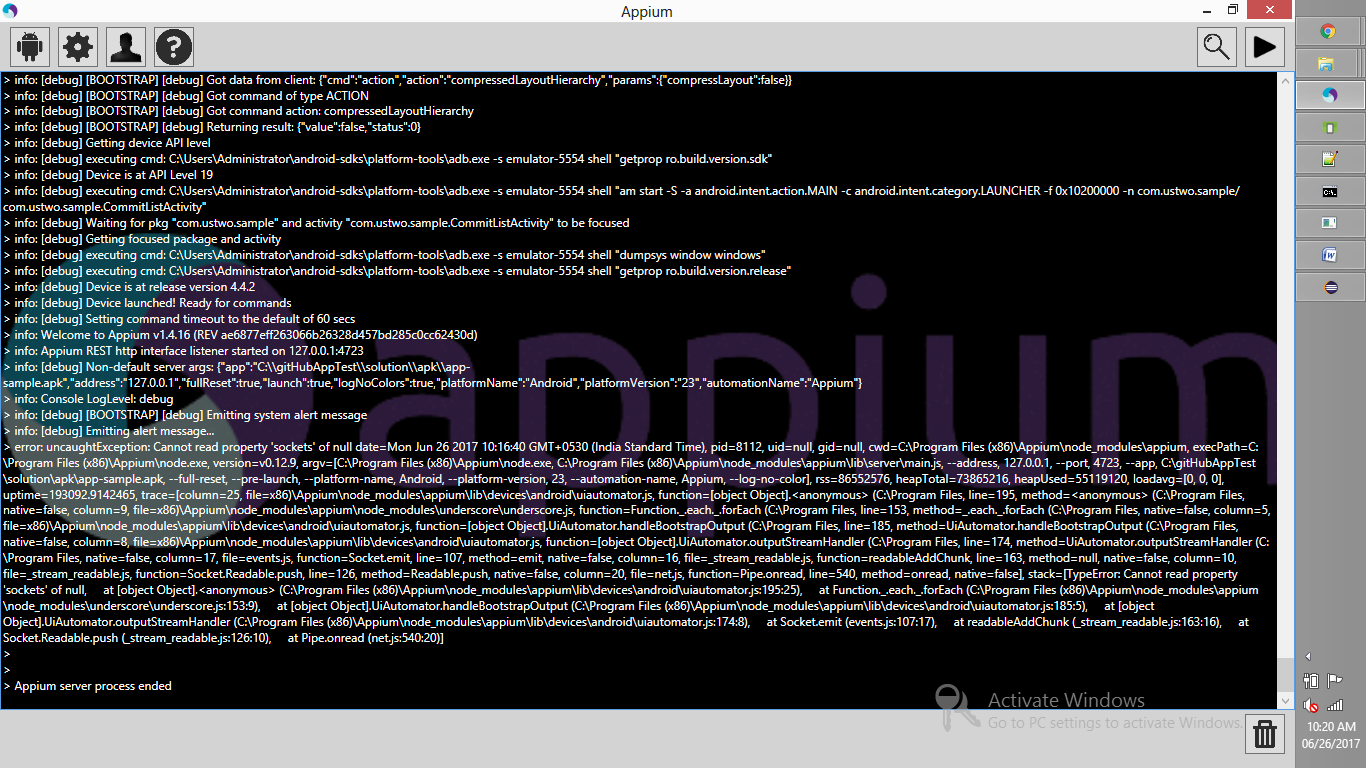 Appium
> info: [debug] [BOOTSTRAP] [debug] Got data from client: {"cmd":"action","action":"compressedLayoutHierarchy","params":{"compressLayout":false}}
> info: [debug] [BOOTSTRAP] [debug] Got command of type ACTION
> info: [debug] [BOOTSTRAP] [debug] Got command action: compressedLayoutHierarchy
> info: [debug] [BOOTSTRAP] [debug] Returning result: {"value":false,"status":0}
> info: [debug] Getting device API level
> info: [debug] executing cmd: C:\Users\Administrator\android-sdks\platform-tools\adb.exe -s emulator-5554 shell "getprop ro.build.version.sdk"
> info: [debug] Device is at API Level 19
> info: [debug] executing cmd: C:\Users\Administrator\android-sdks\platform-tools\adb.exe -s emulator-5554 shell "am start -S -a android.intent.action.MAIN -c android.intent.category.LAUNCHER -f 0x10200000 -n com.ustwo.sample/
com.ustwo.sample.CommitListActivity"
> info: [debug] Waiting for pkg "com.ustwo.sample" and activity "com.ustwo.sample.CommitListActivity" to be focused
> info: [debug] Getting focused package and activity
> info: [debug] executing cmd: C:\Users\Administrator\android-sdks\platform-tools\adb.exe -s emulator-5554 shell "dumpsys window windows"
> info: [debug] executing cmd: C:\Users\Administrator\android-sdks\platform-tools\adb.exe -s emulator-5554 shell "getprop ro.build.version.release"
> info: [debug] Device is at release version 4.4.2
> info: [debug] Device launched! Ready for commands
> info: [debug] Setting command timeout to the default of 60 secs
> info: Welcome to Appium v1.4.16 (REV ae6877eff263066b26328d457bd285c0cc62430d)
> info: Appium REST http interface listener started on 127.0.0.1:4723
> info: [debug] Non-default server args: {"app":"C:\\gitHubAppTest\\solution\\apk\\app-
sample.apk","address":"127.0.0.1","fullReset":true,"launch":true,"logNoColors":true,"platformName":"Android","platformVersion":"23","automationName":"Appium"}
> info: Console LogLevel: debug
> info: [debug] [BOOTSTRAP] [debug] Emitting system alert message
> info: [debug] Emitting alert message...
> error: uncaughtException: Cannot read property 'sockets' of null date=Mon Jun 26 2017 10:16:40 GMT+0530 (India Standard Time), pid=8112, uid=null, gid=null, cwd=C:\Program Files (x86)\Appium\node_modules\appium, execPath=C:
\Program Files (x86)\Appium\node.exe, version=v0.12.9, argv=[C:\Program Files (x86)\Appium\node.exe, C:\Program Files (x86)\Appium\node_modules\appium\lib\server\main.js, --address, 127.0.0.1, --port, 4723, --app, C:\gitHubAppTest
\solution\apk\app-sample.apk, --full-reset, --pre-launch, --platform-name, Android, --platform-version, 23, --automation-name, Appium, --log-no-color], rss=86552576, heapTotal=73865216, heapUsed=55119120, loadavg=[0, 0, 0],
uptime=193092.9142465, trace=[column=25, file=x86)\Appium\node_modules\appium\lib\devices\android\uiautomator.js, function=[object Object].<anonymous> (C:\Program Files, line=195, method=<anonymous> (C:\Program Files,
native=false, column=9, file=x86)\Appium\node_modules\appium\node_modules\underscore\underscore.js, function=Function._.each._.forEach (C:\Program Files, line=153, method=_.each._.forEach (C:\Program Files, native=false, column=5,
file=x86)\Appium\node_modules\appium\lib\devices\android\uiautomator.js, function=[object Object].UiAutomator.handleBootstrapOutput (C:\Program Files, line=185, method=UiAutomator.handleBootstrapOutput (C:\Program Files,
native=false, column=8, file=x86)\Appium\node_modules\appium\lib\devices\android\uiautomator.js, function=[object Object].UiAutomator.outputStreamHandler (C:\Program Files, line=174, method=UiAutomator.outputStreamHandler (C:
\Program Files, native=false, column=17, file=events.js, function=Socket.emit, line=107, method=emit, native=false, column=16, file=_stream_readable.js, function=readableAddChunk, line=163, method=null, native=false, column=10,
file=_stream_readable.js, function=Socket.Readable.push, line=126, method=Readable.push, native=false, column=20, file=net.js, function=Pipe.onread, line=540, method=onread, native=false], stack=[TypeError: Cannot read property
'sockets' of null, at [object Object].<anonymous> (C:\Program Files (x86)\Appium\node_modules\appium\lib\devices\android\uiautomator.js:195:25), at Function._.each._.forEach (C:\Program Files (x86)\Appium\node_modules\appium
\node_modules\underscore\underscore.js:153:9), at [object Object].UiAutomator.handleBootstrapOutput (C:\Program Files (x86)\Appium\node_modules\appium\lib\devices\android\uiautomator.js:185:5), at [object
Object].UiAutomator.outputStreamHandler (C:\Program Files (x86)\Appium\node_modules\appium\lib\devices\android\uiautomator.js:174:8), at Socket.emit (events.js:107:17), at readableAddChunk (_stream_readable.js:163:16), at
Socket.Readable.push (_stream_readable.js:126:10), at Pipe.onread (net.js:540:20)]
>
>
> Appium server process ended
appium
Activate Windows
Go to PC settings to activate Windows.
10:20 AM
06/26/2017